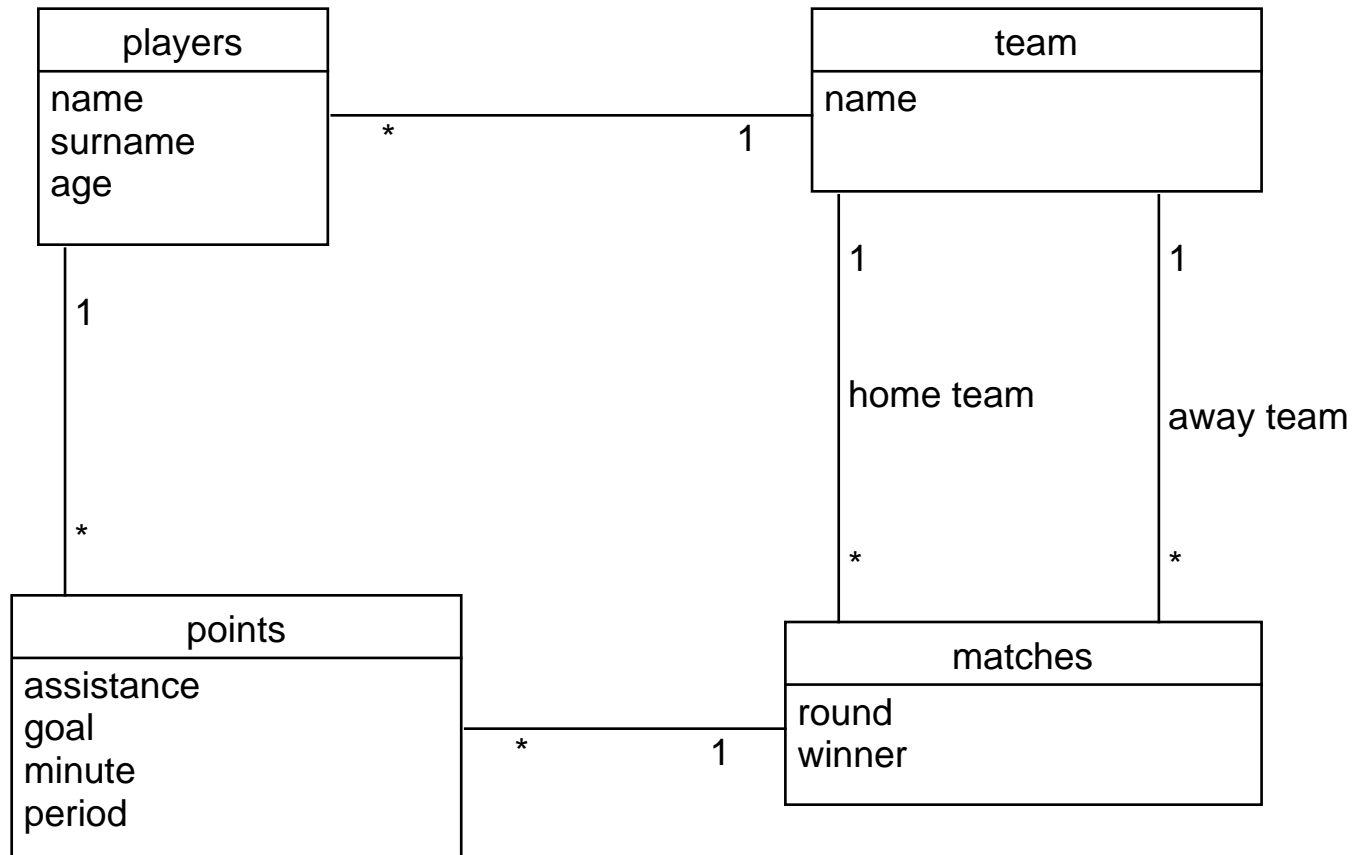 players
name
surname
age
team
name
*
1
1
1
1
home team
away team
*
*
*
points
assistance
goal
minute
period
*
1
matches
round
winner